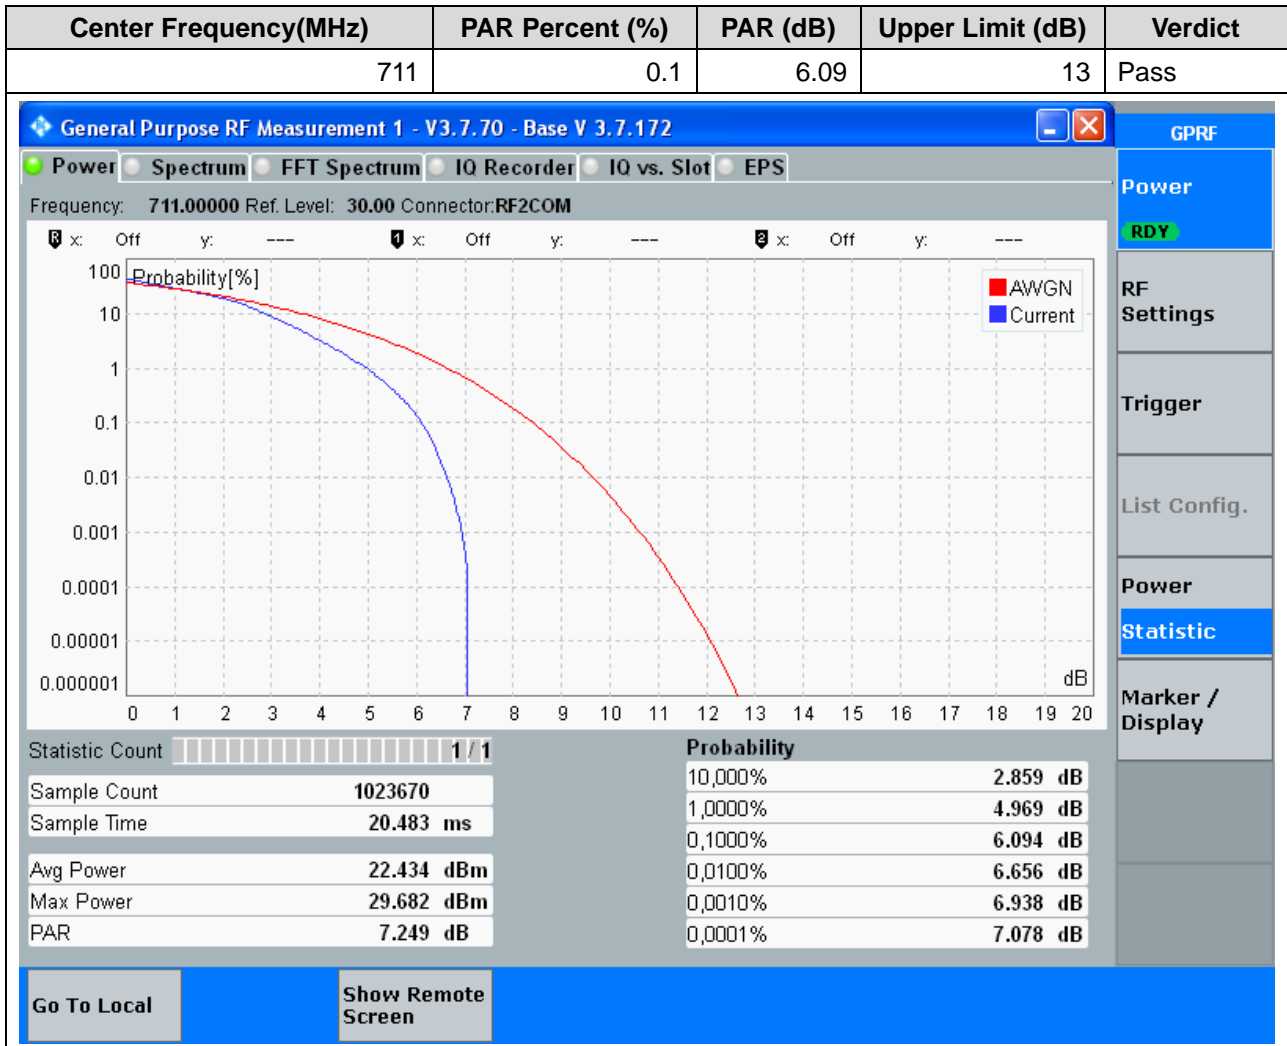 Center Frequency(MHz) PAR Percent (%) PAR (dB) Upper Limit (dB) Verdict
711 0.1 6.09 13 Pass
General Purpose RF Measurement 1 - V3.7.70 - Base V 3.7.172
GPRF
Power Spectrum FFT Spectrum IQ Recorder IQ vs. Slot EPS
Frequency: 711.00000 Ref. Level: 30.00 Connector:RF2COM
R x: Off y: --- 1 x: Off y: --- 2 x: Off y: ---
Probability[%]
AWGN
Current
100
10
1
0.1
0.01
0.001
0.0001
0.00001
0.000001
dB
0 1 2 3 4 5 6 7 8 9 10 11 12 13 14 15 16 17 18 19 20
Statistic Count 1 / 1
Sample Count 1023670
Sample Time 20.483 ms
Avg Power 22.434 dBm
Max Power 29.682 dBm
PAR 7.249 dB
Probability
10,000% 2.859 dB
1,0000% 4.969 dB
0,1000% 6.094 dB
0,0100% 6.656 dB
0,0010% 6.938 dB
0,0001% 7.078 dB
Power
RDY
RF
Settings
Trigger
List Config.
Power
Statistic
Marker /
Display
Go To Local
Show Remote
Screen